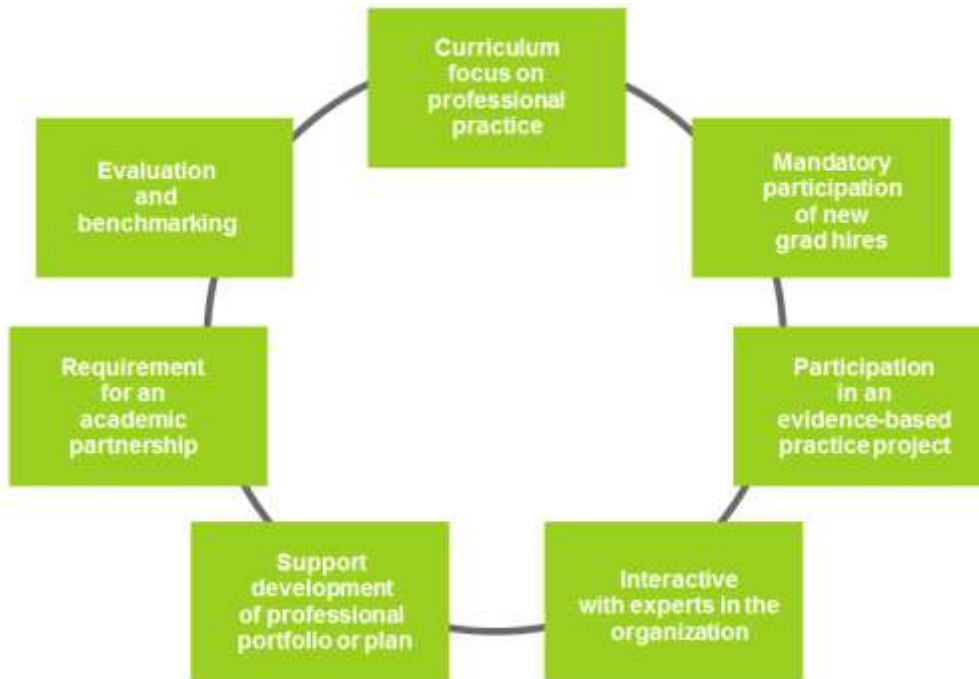 Curriculum
focus on
professional
practice
Mandatory
participation
of new
grad hires
Participation
in an
evidence-based
practice project
Interactive
with experts in the
organization
Support
development
of professional
portfolio or plan
Requirement
for an
academic
partnership
Evaluation
and
benchmarking